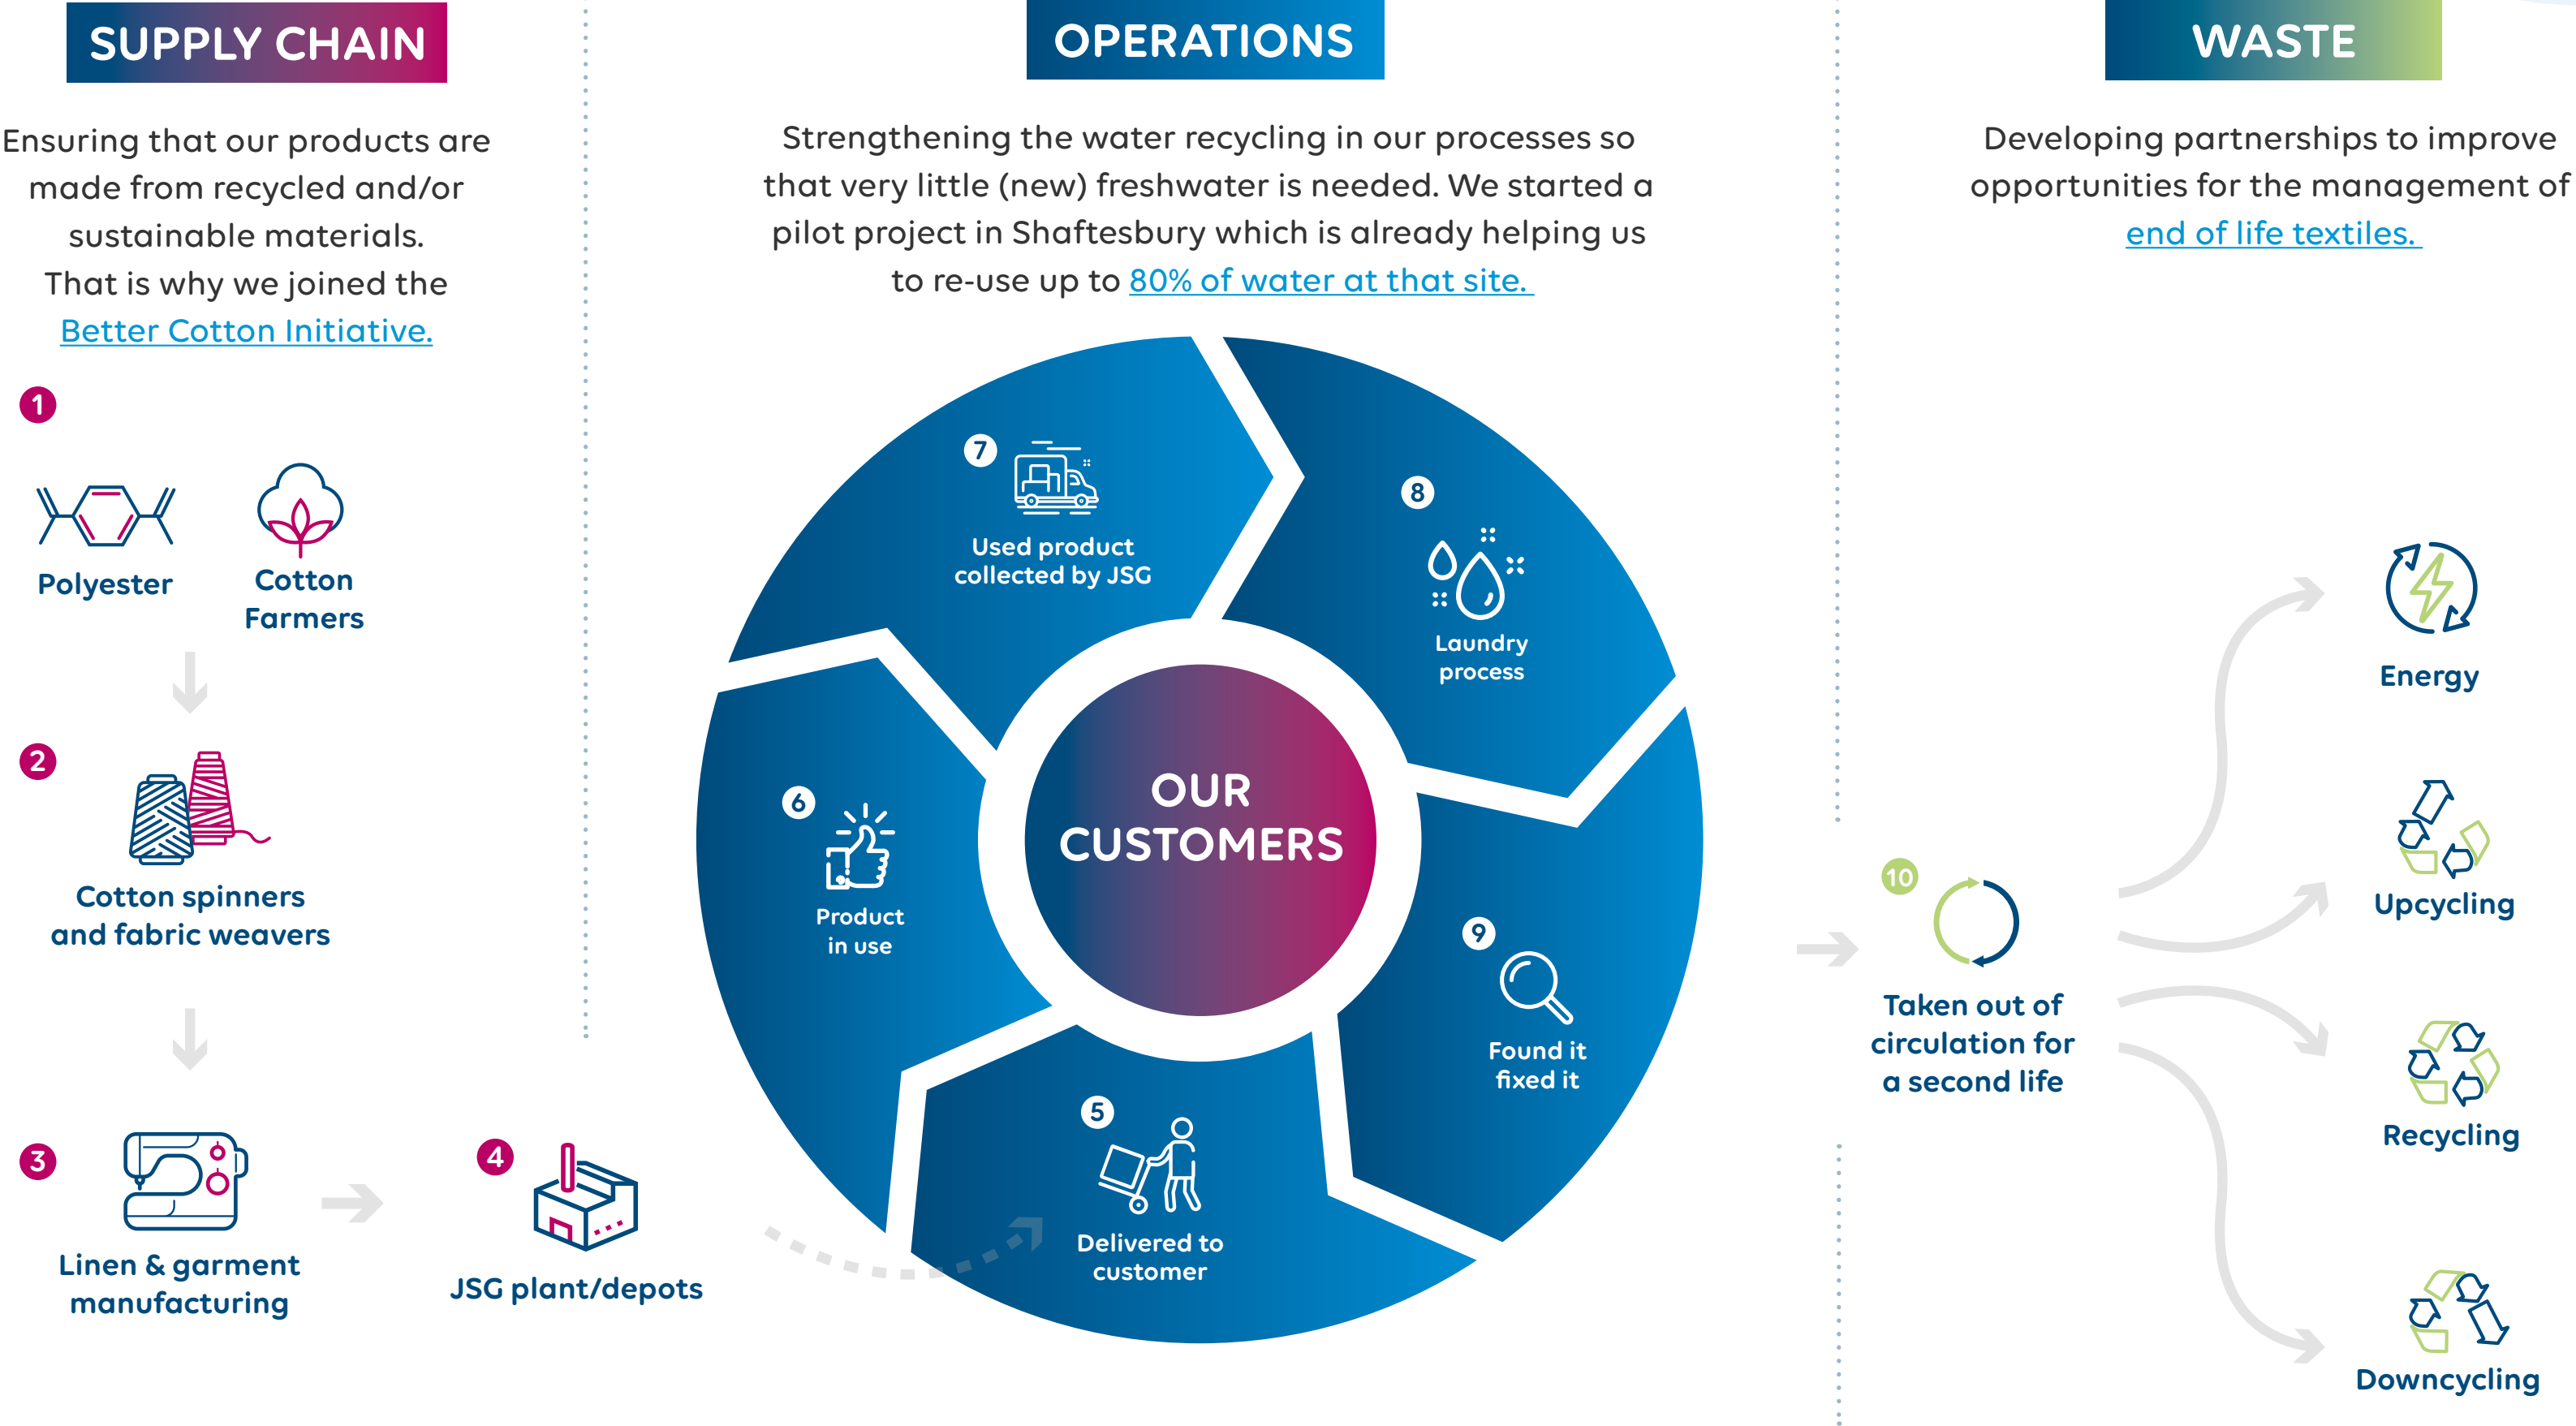 SUPPLY CHAIN
Ensuring that our products are
made from recycled and/or
sustainable materials.
That is why we joined the
Better Cotton Initiative.
1
Polyester
Cotton
Farmers
2
Cotton spinners
and fabric weavers
3
Linen & garment
manufacturing
4
JSG plant/depots
OPERATIONS
Strengthening the water recycling in our processes so
that very little (new) freshwater is needed. We started a
pilot project in Shaftesbury which is already helping us
to re-use up to 80% of water at that site.
OUR
CUSTOMERS
5
Delivered to
customer
6
Product
in use
7
Used product
collected by JSG
8
Laundry
process
9
Found it
fixed it
WASTE
Developing partnerships to improve
opportunities for the management of
end of life textiles.
10
Taken out of
circulation for
a second life
Energy
Upcycling
Recycling
Downcycling